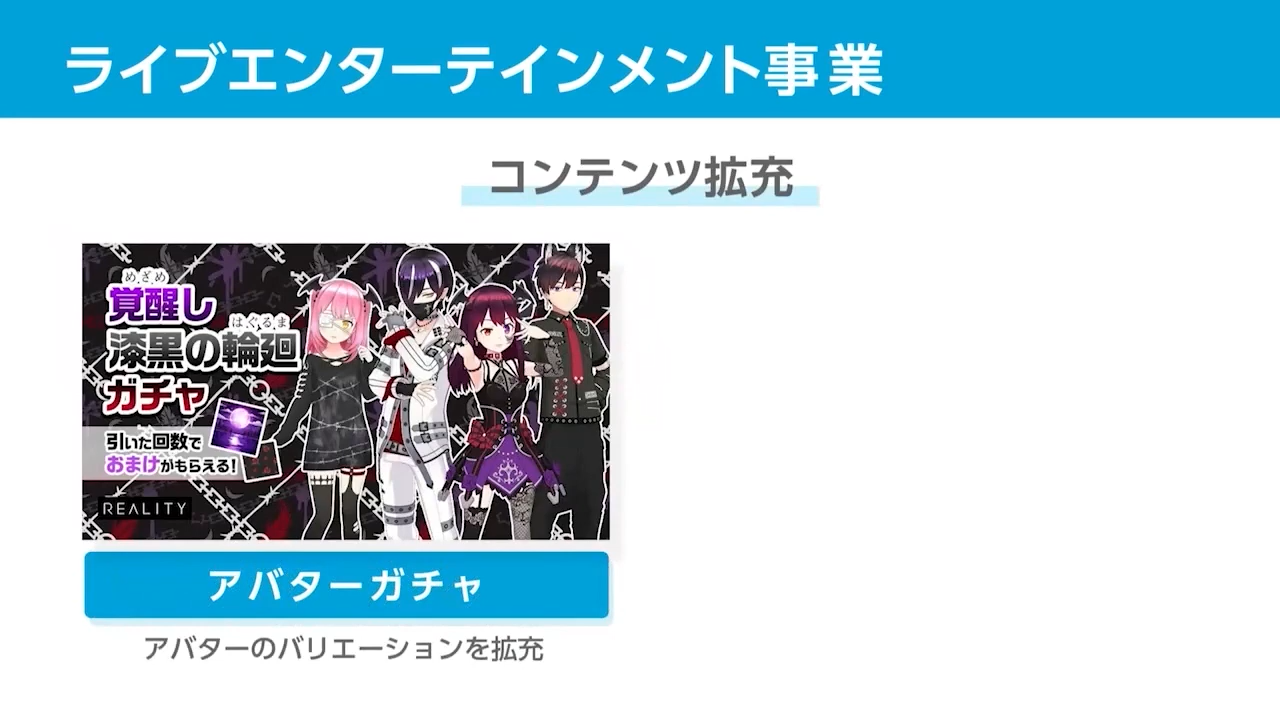 ライブエンターテインメント事業
コンテンツ拡充
めざめ
覚醒し
はぐるま
漆黒の輪廻
ガチャ
引いた回数で
おまけがもらえる!
REALITY
アバターガチャ
アバターのバリエーションを拡充